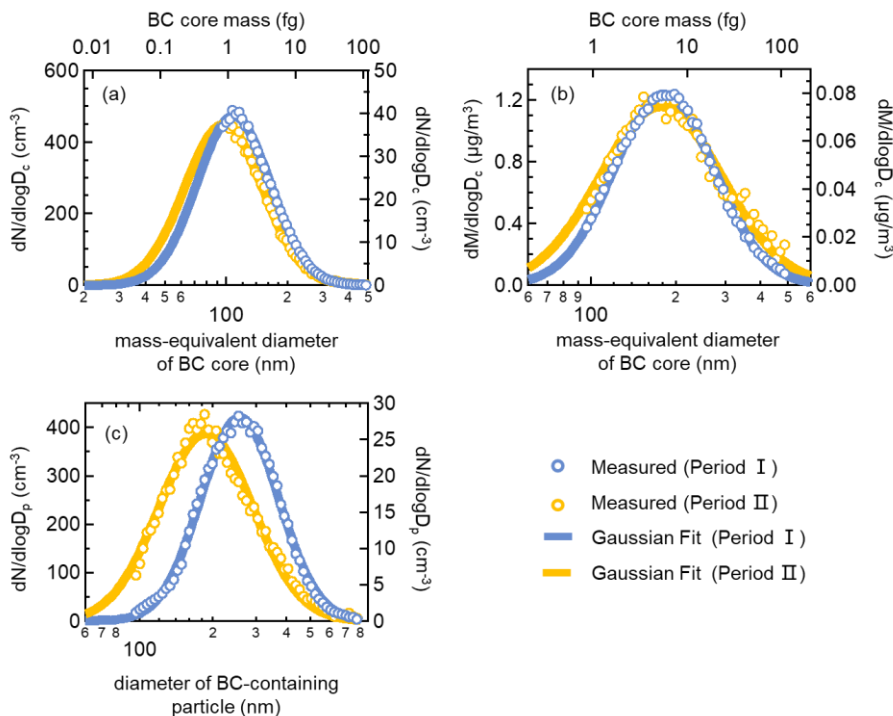 BC core mass (fg)
0.01 0.1 1 10 100
600
400
200
0
dN/dlogDc (cm-3)
(a)
50
40
30
20
10
0
dN/dlogDc (cm-3)
2 3 4 5 6 100 2 3 4 5
mass-equivalent diameter
of BC core (nm)
BC core mass (fg)
1 10 100
1.2
0.9
0.6
0.3
0.0
dM/dlogDc (μg/m3)
(b)
0.08
0.06
0.04
0.02
0.00
dM/dlogDc (μg/m3)
6 7 8 9 100 2 3 4 5 6
mass-equivalent diameter
of BC core (nm)
400
300
200
100
0
dN/dlogDp (cm-3)
(c)
30
25
20
15
10
5
0
dN/dlogDp (cm-3)
6 7 8 100 2 3 4 5 6 7 8
diameter of BC-containing
particle (nm)
Measured (Period Ⅰ)
Measured (Period Ⅱ)
Gaussian Fit (Period Ⅰ)
Gaussian Fit (Period Ⅱ)